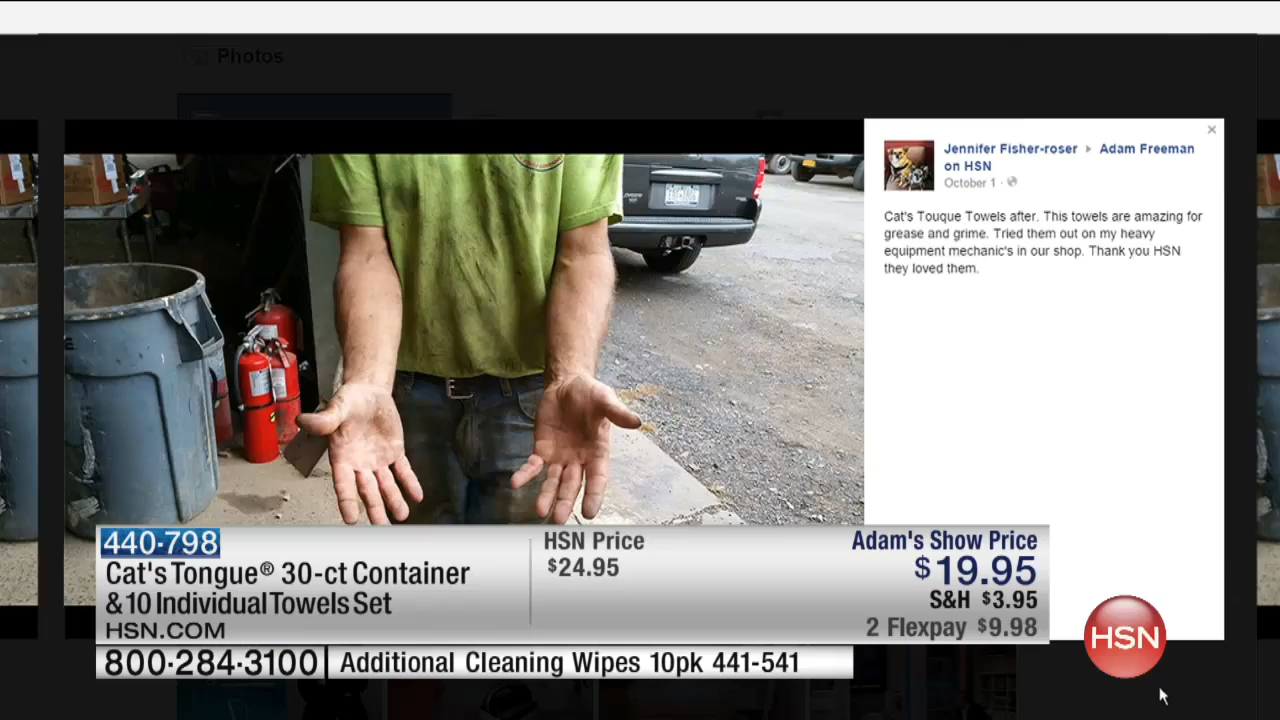 Photos
Jennifer Fisher-roser ▸ Adam Freeman
on HSN
October 1 ·
Cat's Touque Towels after. This towels are amazing for
grease and grime. Tried them out on my heavy
equipment mechanic's in our shop. Thank you HSN
they loved them.
440-798
Cat's Tongue® 30-ct Container
& 10 Individual Towels Set
HSN.COM
HSN Price
$24.95
Adam's Show Price
$19.95
S&H $3.95
2 Flexpay $9.98
HSN
800-284-3100
Additional Cleaning Wipes 10pk 441-541